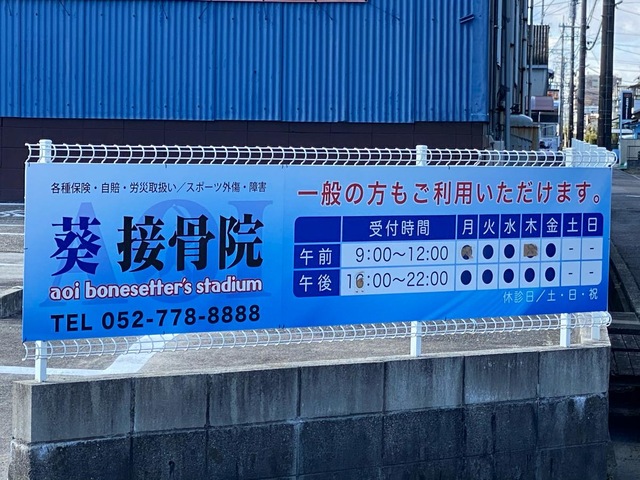 各種保険・自賠・労災取扱い／スポーツ外傷・障害
葵 接骨院
aoi bonesetter's stadium
TEL 052-778-8888
一般の方もご利用いただけます。
受付時間 月 火 水 木 金 土 日
午前 9:00～12:00 ● ● ● ● ● － －
午後 :00～22:00 ● ● ● ● ● － －
休診日／土・日・祝
AOI